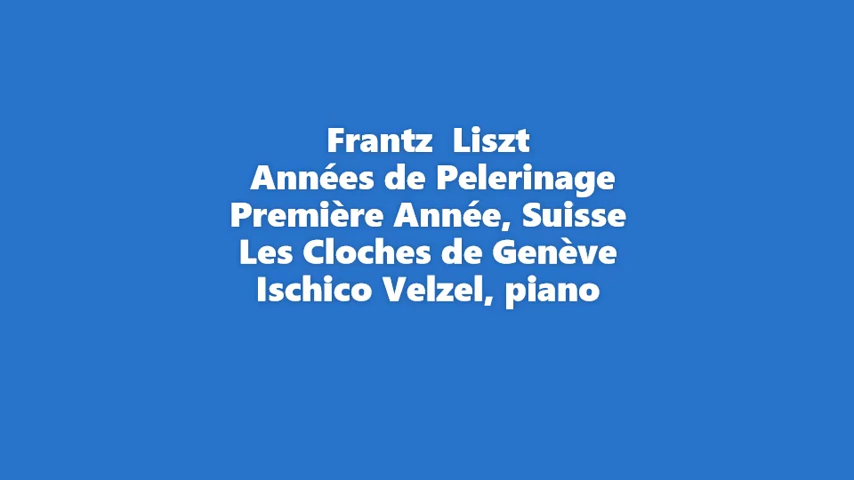 Frantz Liszt
Années de Pelerinage
Première Année, Suisse
Les Cloches de Genève
Ischico Velzel, piano